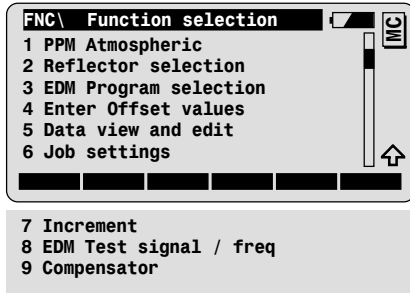 FNC\ Function selection
MC
1 PPM Atmospheric
2 Reflector selection
3 EDM Program selection
4 Enter Offset values
5 Data view and edit
6 Job settings
7 Increment
8 EDM Test signal / freq
9 Compensator